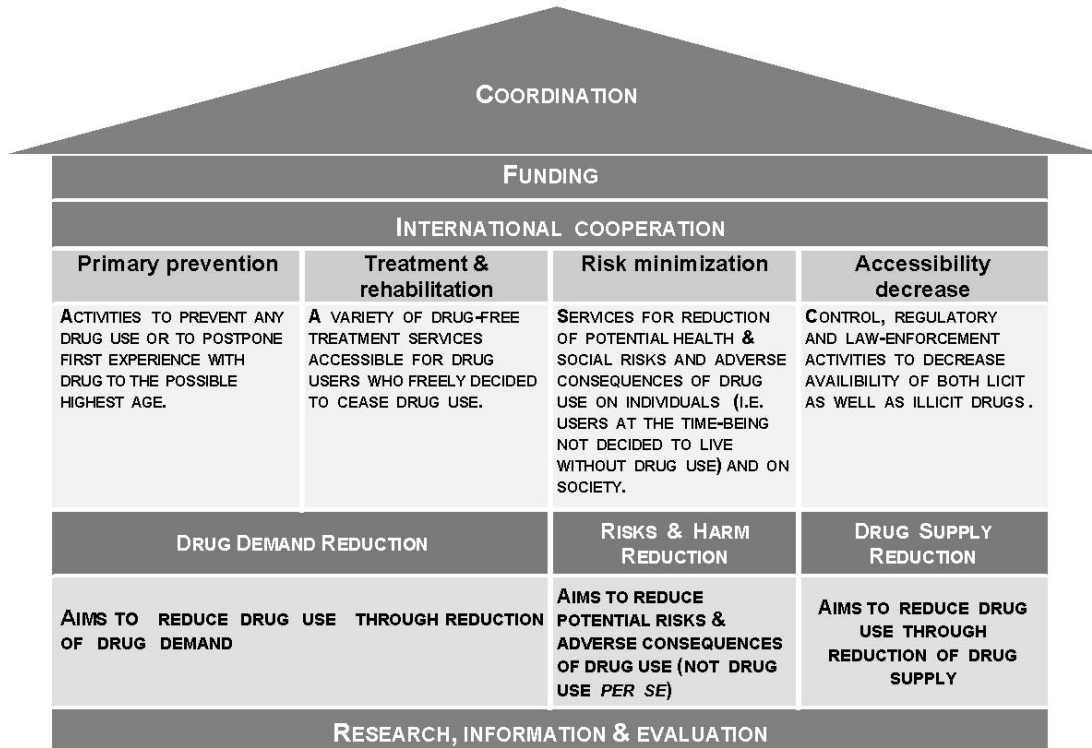 COORDINATION
FUNDING
INTERNATIONAL COOPERATION
Primary prevention
ACTIVITIES TO PREVENT ANY
DRUG USE OR TO POSTPONE
FIRST EXPERIENCE WITH
DRUG TO THE POSSIBLE
HIGHEST AGE.
Treatment &
rehabilitation
A VARIETY OF DRUG-FREE
TREATMENT SERVICES
ACCESSIBLE FOR DRUG
USERS WHO FREELY DECIDED
TO CEASE DRUG USE.
Risk minimization
SERVICES FOR REDUCTION
OF POTENTIAL HEALTH &
SOCIAL RISKS AND ADVERSE
CONSEQUENCES OF DRUG
USE ON INDIVIDUALS (I.E.
USERS AT THE TIME-BEING
NOT DECIDED TO LIVE
WITHOUT DRUG USE) AND ON
SOCIETY.
Accessibility
decrease
CONTROL, REGULATORY
AND LAW-ENFORCEMENT
ACTIVITIES TO DECREASE
AVAILIBILITY OF BOTH LICIT
AS WELL AS ILLICIT DRUGS.
DRUG DEMAND REDUCTION
RISKS & HARM
REDUCTION
DRUG SUPPLY
REDUCTION
AIMS TO REDUCE DRUG USE THROUGH REDUCTION
OF DRUG DEMAND
AIMS TO REDUCE
POTENTIAL RISKS &
ADVERSE CONSEQUENCES
OF DRUG USE (NOT DRUG
USE PER SE)
AIMS TO REDUCE DRUG
USE THROUGH
REDUCTION OF DRUG
SUPPLY
RESEARCH, INFORMATION & EVALUATION